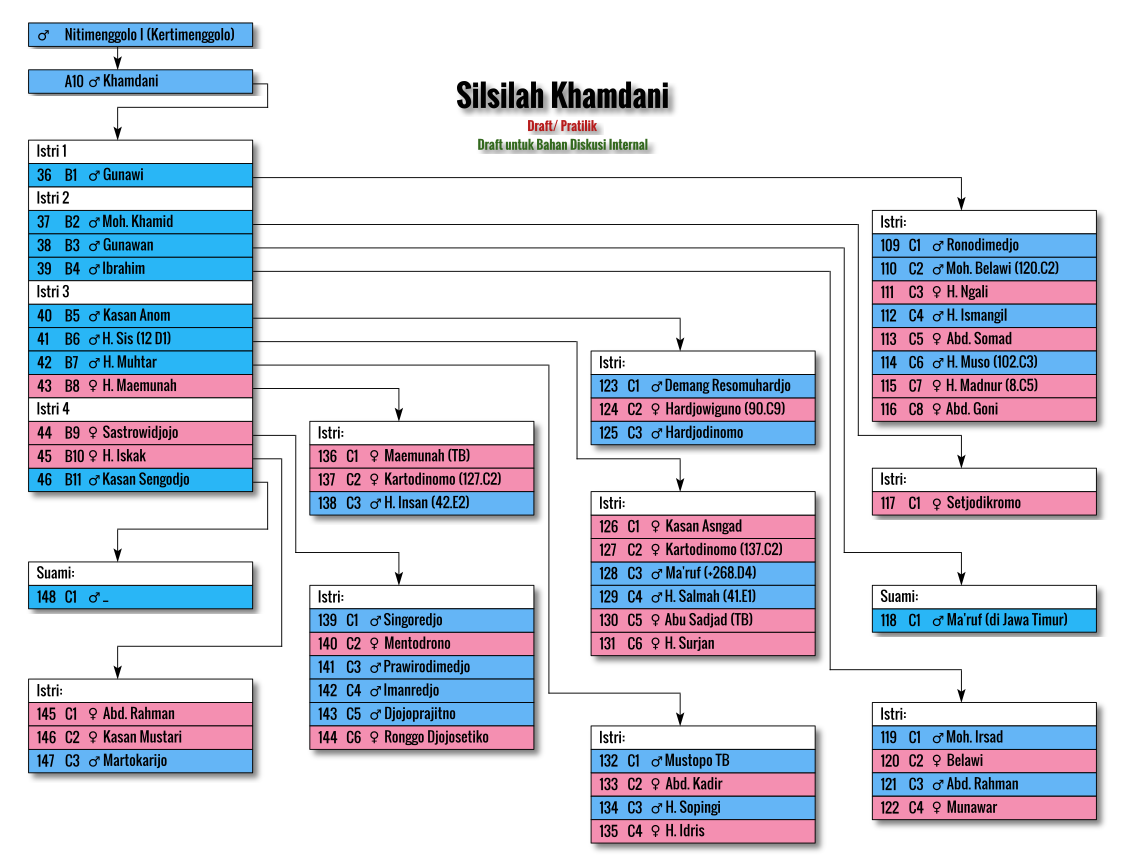 ♂ Nitimenggolo I (Kertimenggolo)
A10 ♂ Khamdani
Silsilah Khamdani
Draft/ Pratilik
Draft untuk Bahan Diskusi Internal
Istri 1
36 B1 ♂ Gunawi
Istri 2
37 B2 ♂ Moh. Khamid
38 B3 ♂ Gunawan
39 B4 ♂ Ibrahim
Istri 3
40 B5 ♂ Kasan Anom
41 B6 ♂ H. Sis (12 D1)
42 B7 ♂ H. Muhtar
43 B8 ♀ H. Maemunah
Istri 4
44 B9 ♀ Sastrowidjojo
45 B10 ♀ H. Iskak
46 B11 ♂ Kasan Sengodjo
Suami:
148 C1 ♂ ..
Istri:
145 C1 ♀ Abd. Rahman
146 C2 ♀ Kasan Mustari
147 C3 ♂ Martokarijo
Istri:
136 C1 ♀ Maemunah (TB)
137 C2 ♀ Kartodinomo (127.C2)
138 C3 ♂ H. Insan (42.E2)
Istri:
139 C1 ♂ Singoredjo
140 C2 ♀ Mentodrono
141 C3 ♂ Prawirodimedjo
142 C4 ♂ Imanredjo
143 C5 ♂ Djojoprajitno
144 C6 ♀ Ronggo Djojosetiko
Istri:
123 C1 ♂ Demang Resomuhardjo
124 C2 ♀ Hardjowiguno (90.C9)
125 C3 ♂ Hardjodinomo
Istri:
126 C1 ♀ Kasan Asngad
127 C2 ♀ Kartodinomo (137.C2)
128 C3 ♂ Ma'ruf (+268.D4)
129 C4 ♂ H. Salmah (41.E1)
130 C5 ♀ Abu Sadjad (TB)
131 C6 ♀ H. Surjan
Istri:
132 C1 ♂ Mustopo TB
133 C2 ♀ Abd. Kadir
134 C3 ♂ H. Sopingi
135 C4 ♀ H. Idris
Istri:
109 C1 ♂ Ronodimedjo
110 C2 ♂ Moh. Belawi (120.C2)
111 C3 ♀ H. Ngali
112 C4 ♂ H. Ismangil
113 C5 ♀ Abd. Somad
114 C6 ♂ H. Muso (102.C3)
115 C7 ♀ H. Madnur (8.C5)
116 C8 ♀ Abd. Goni
Istri:
117 C1 ♀ Setjodikromo
Suami:
118 C1 ♂ Ma'ruf (di Jawa Timur)
Istri:
119 C1 ♂ Moh. Irsad
120 C2 ♀ Belawi
121 C3 ♂ Abd. Rahman
122 C4 ♀ Munawar